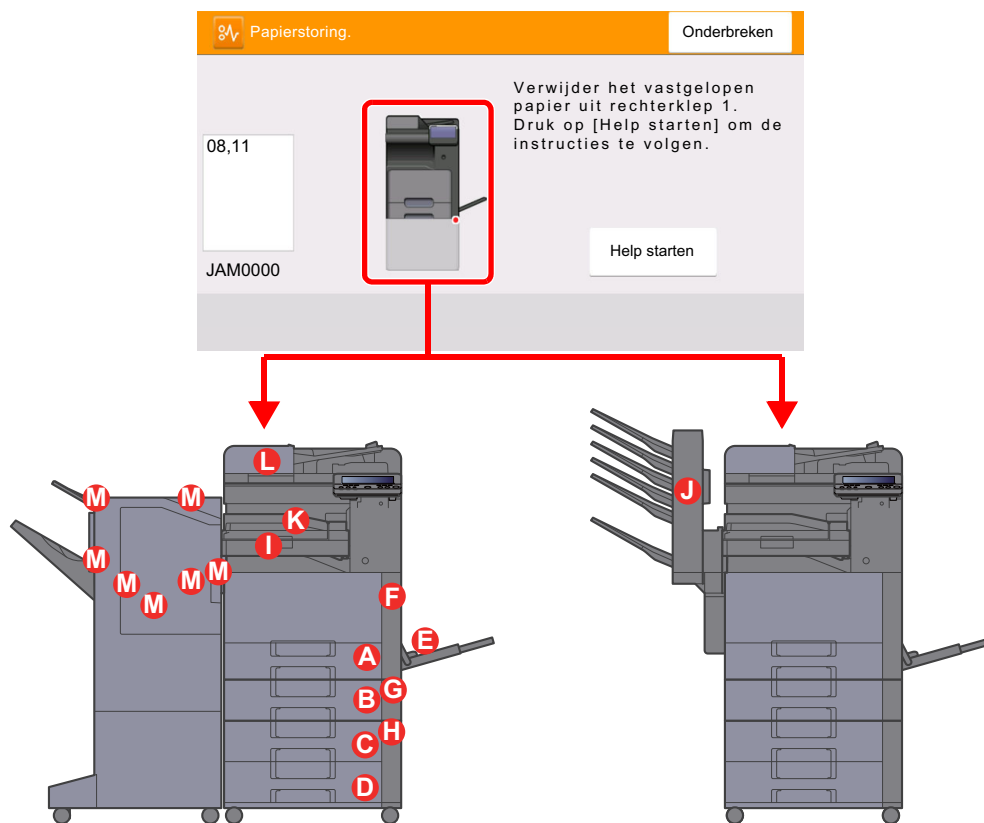 Papierstoring.
Onderbreken
Verwijder het vastgelopen
papier uit rechterklep 1.
Druk op [Help starten] om de
instructies te volgen.
08,11
JAM0000
Help starten
L
M
M
J
K
I
M
M
M
M
M
F
E
A
G
B
H
C
D